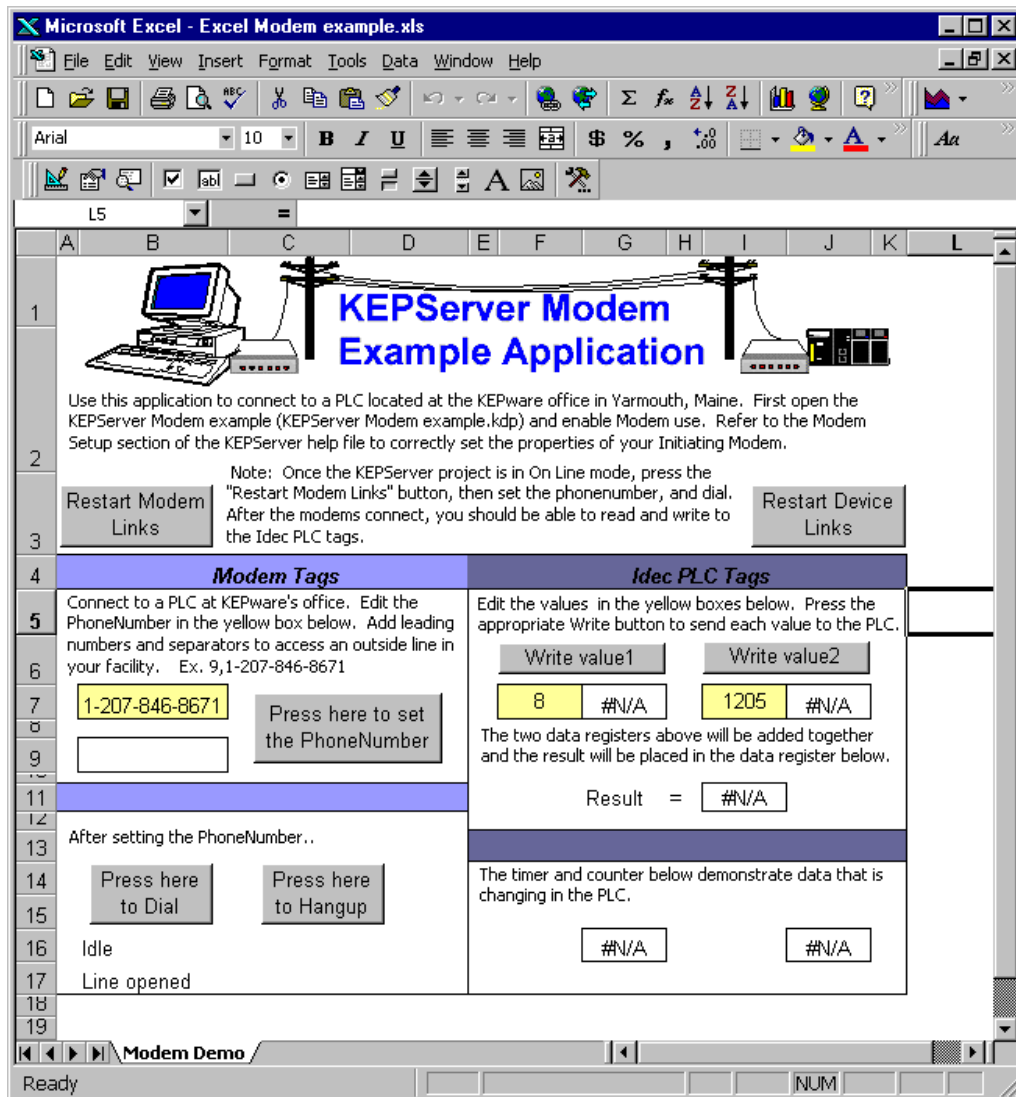 Microsoft Excel - Excel Modem example.xls
File Edit View Insert Format Tools Data Window Help
Arial 10 B I U $ % , Aa
L5 =
A B C D E F G H I J K L
1
KEPServer Modem
Example Application
2
Use this application to connect to a PLC located at the KEPware office in Yarmouth, Maine. First open the
KEPServer Modem example (KEPServer Modem example.kdp) and enable Modem use. Refer to the Modem
Setup section of the KEPServer help file to correctly set the properties of your Initiating Modem.
3
Restart Modem
Links
Note: Once the KEPServer project is in On Line mode, press the
"Restart Modem Links" button, then set the phonenumber, and dial.
After the modems connect, you should be able to read and write to
the Idec PLC tags.
Restart Device
Links
4 Modem Tags Idec PLC Tags
5
Connect to a PLC at KEPware's office. Edit the
PhoneNumber in the yellow box below. Add leading
numbers and separators to access an outside line in
your facility. Ex. 9,1-207-846-8671
Edit the values in the yellow boxes below. Press the
appropriate Write button to send each value to the PLC.
6 Write value1 Write value2
7 1-207-846-8671 8 #N/A 1205 #N/A
Press here to set
the PhoneNumber
8
9
The two data registers above will be added together
and the result will be placed in the data register below.
11 Result = #N/A
12
13 After setting the PhoneNumber..
14
Press here
to Dial
Press here
to Hangup
The timer and counter below demonstrate data that is
changing in the PLC.
15
16 Idle #N/A #N/A
17 Line opened
18
19
Modem Demo
Ready NUM